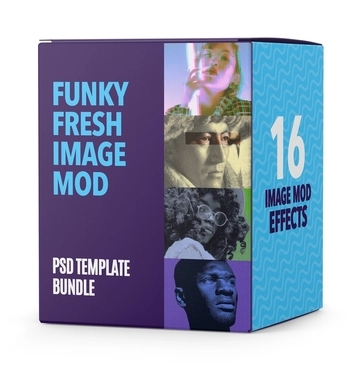 FUNKY
FRESH
IMAGE
MOD
PSD TEMPLATE
BUNDLE
16
IMAGE MOD
EFFECTS